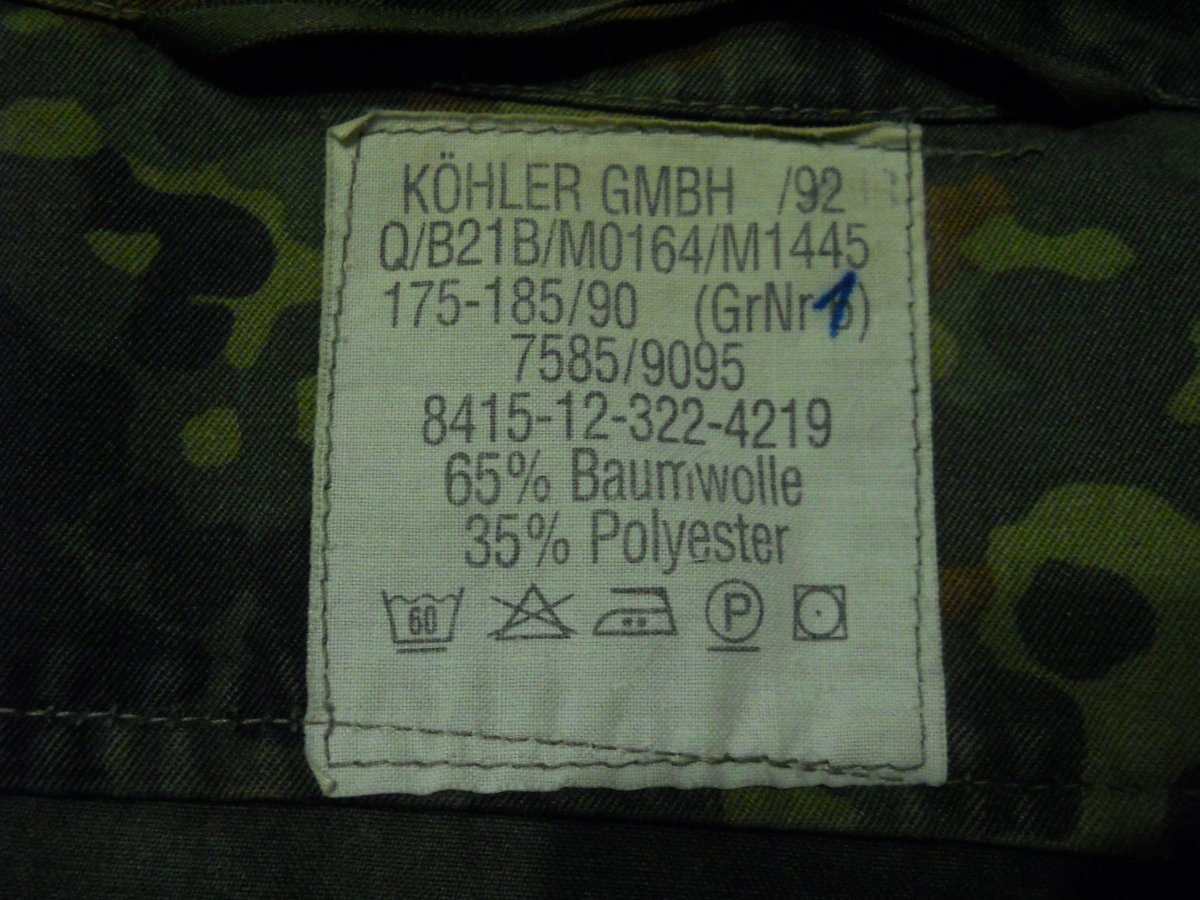 KÖHLER GMBH /92
Q/B21B/M0164/M1445
175-185/90 (GrNr 1)
7585/9095
8415-12-322-4219
65% Baumwolle
35% Polyester
60 P